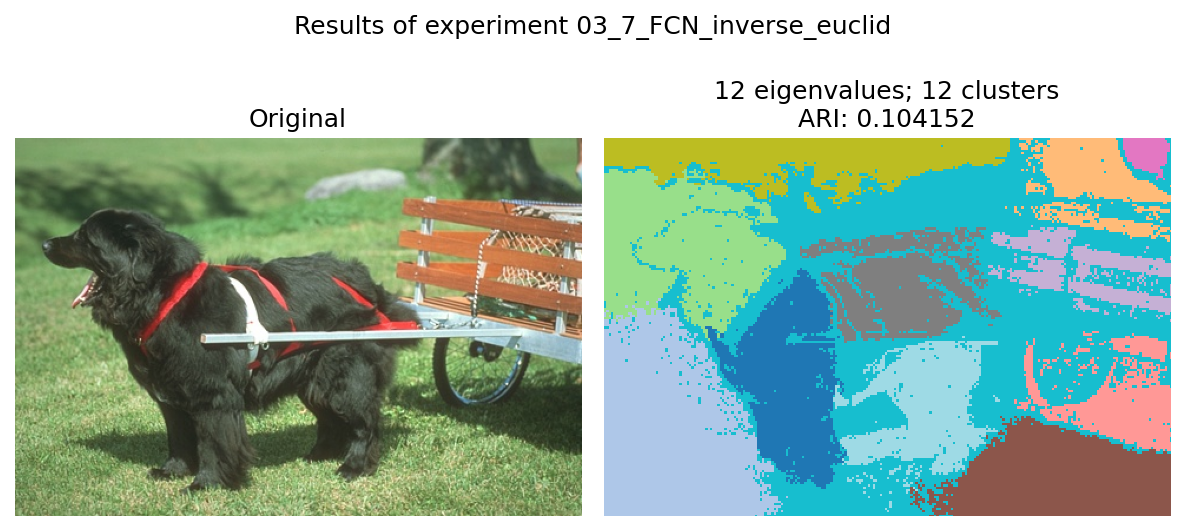 Results of experiment 03_7_FCN_inverse_euclid
Original
12 eigenvalues; 12 clusters
ARI: 0.104152